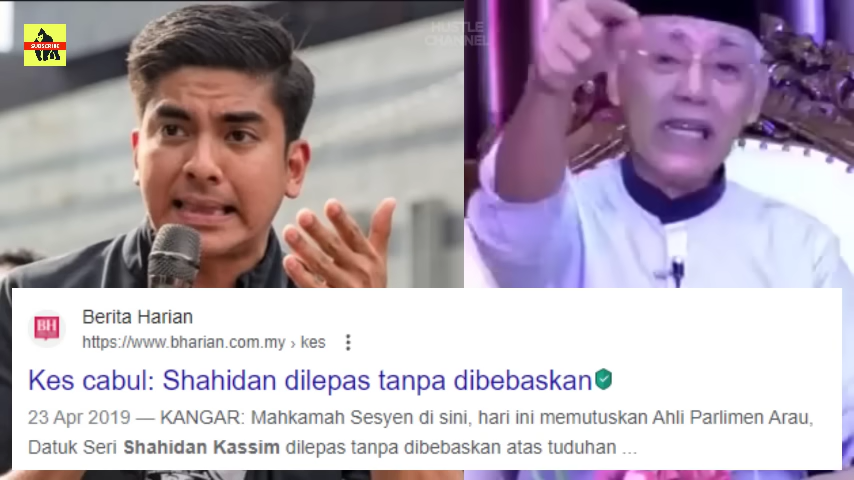 SUBSCRIBE
HUSTLE
CHANNEL
BH
Berita Harian
https://www.bharian.com.my › kes
Kes cabul: Shahidan dilepas tanpa dibebaskan
23 Apr 2019 — KANGAR: Mahkamah Sesyen di sini, hari ini memutuskan Ahli Parlimen Arau,
Datuk Seri Shahidan Kassim dilepas tanpa dibebaskan atas tuduhan ...